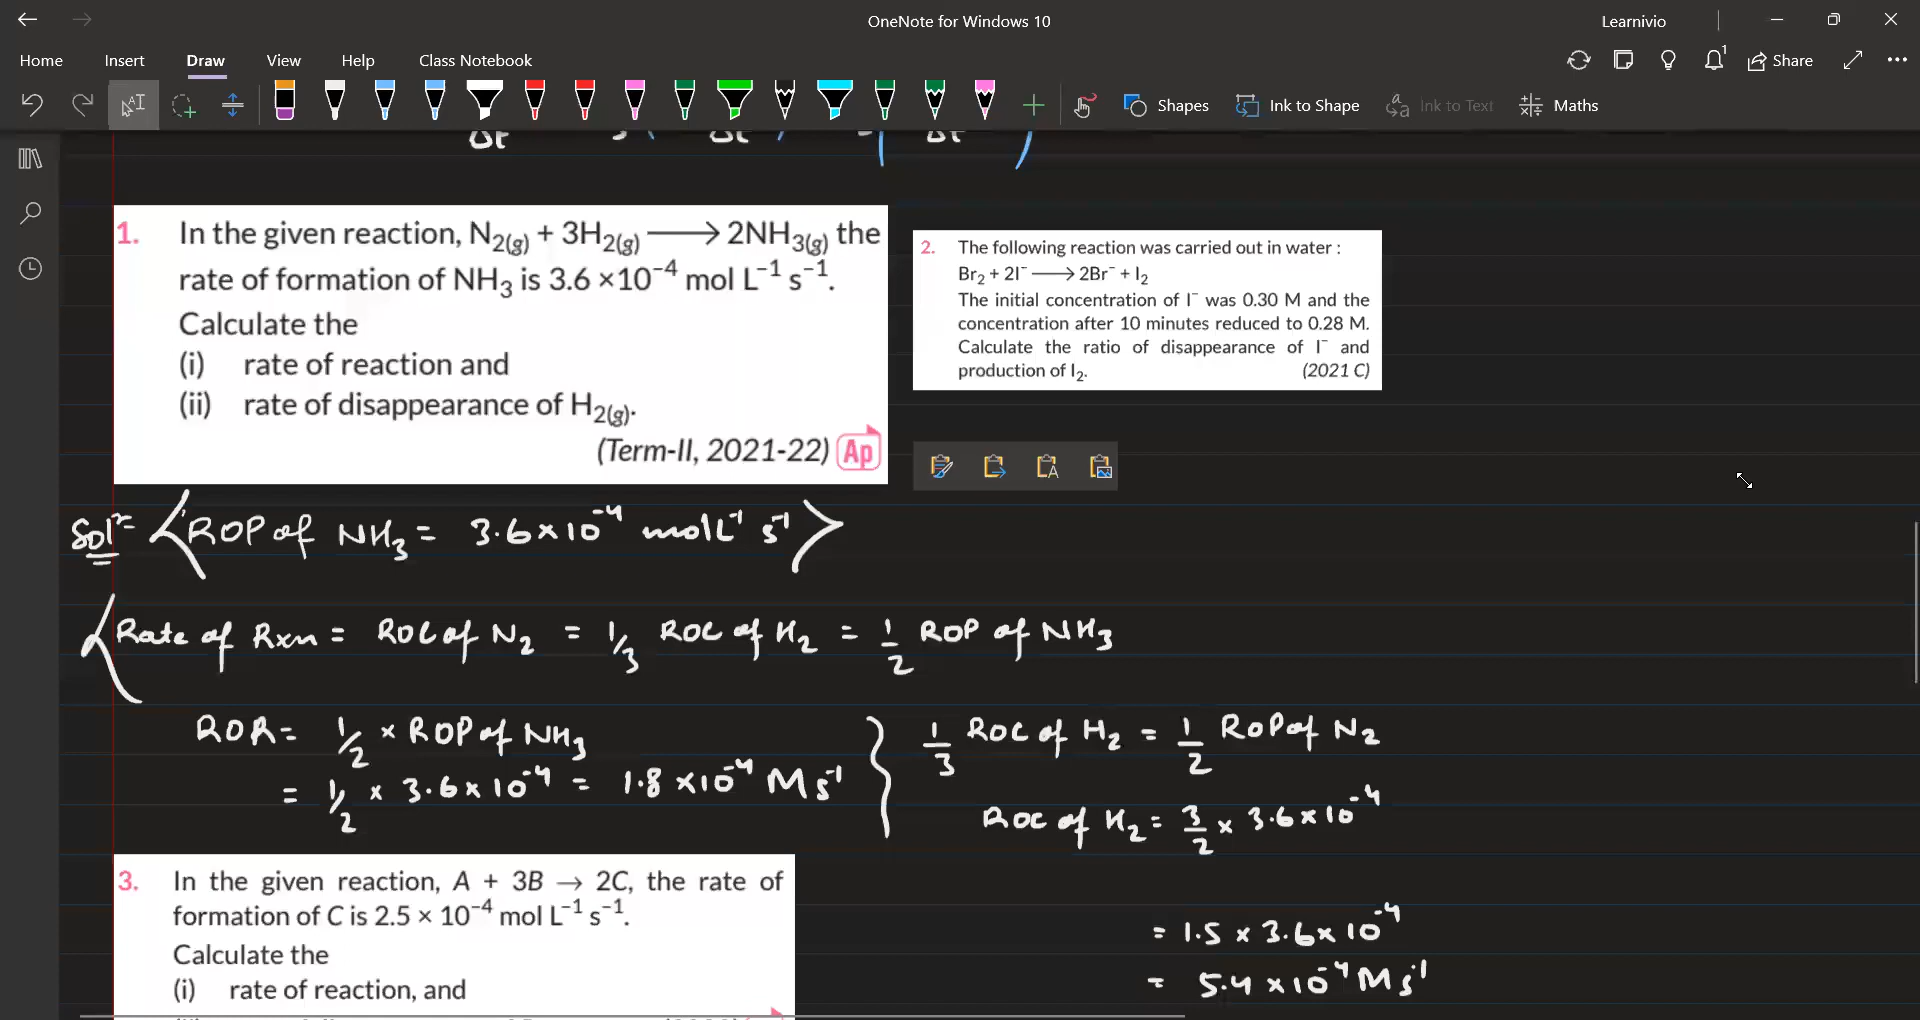 OneNote for Windows 10
Learnivio
Home Insert Draw View Help Class Notebook
Share
Shapes Ink to Shape Ink to Text Maths
Δt Δt Δt
1. In the given reaction, N₂(g) + 3H₂(g) ⟶ 2NH₃(g) the
rate of formation of NH₃ is 3.6 ×10⁻⁴ mol L⁻¹ s⁻¹.
Calculate the
(i) rate of reaction and
(ii) rate of disappearance of H₂(g).
(Term-II, 2021-22) Ap
2. The following reaction was carried out in water :
Br₂ + 2I⁻ ⟶ 2Br⁻ + I₂
The initial concentration of I⁻ was 0.30 M and the
concentration after 10 minutes reduced to 0.28 M.
Calculate the ratio of disappearance of I⁻ and
production of I₂. (2021 C)
Solⁿ= ⟨ROP of NH₃ = 3.6×10⁻⁴ mol L⁻¹ s⁻¹⟩
⟨Rate of Rxn = ROC of N₂ = 1/3 ROC of H₂ = 1/2 ROP of NH₃
ROR = 1/2 × ROP of NH₃
= 1/2 × 3.6×10⁻⁴ = 1.8×10⁻⁴ M s⁻¹
1/3 ROC of H₂ = 1/2 ROP of N₂
ROC of H₂ = 3/2 × 3.6×10⁻⁴
= 1.5 × 3.6×10⁻⁴
= 5.4×10⁻⁴ M s⁻¹
3. In the given reaction, A + 3B → 2C, the rate of
formation of C is 2.5 × 10⁻⁴ mol L⁻¹ s⁻¹.
Calculate the
(i) rate of reaction, and